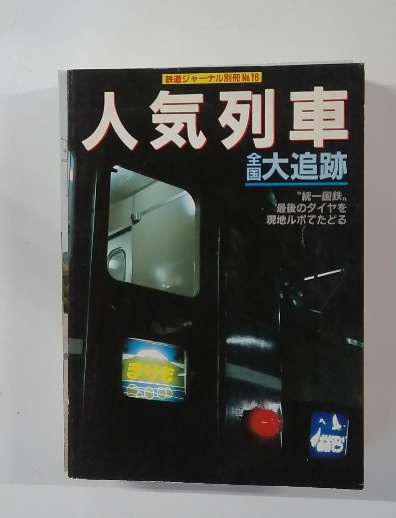 鉄道ジャーナル別冊No.16
人気列車
全国大追跡
"統一国鉄"
最後のダイヤを
現地ルポでたどる
まりも